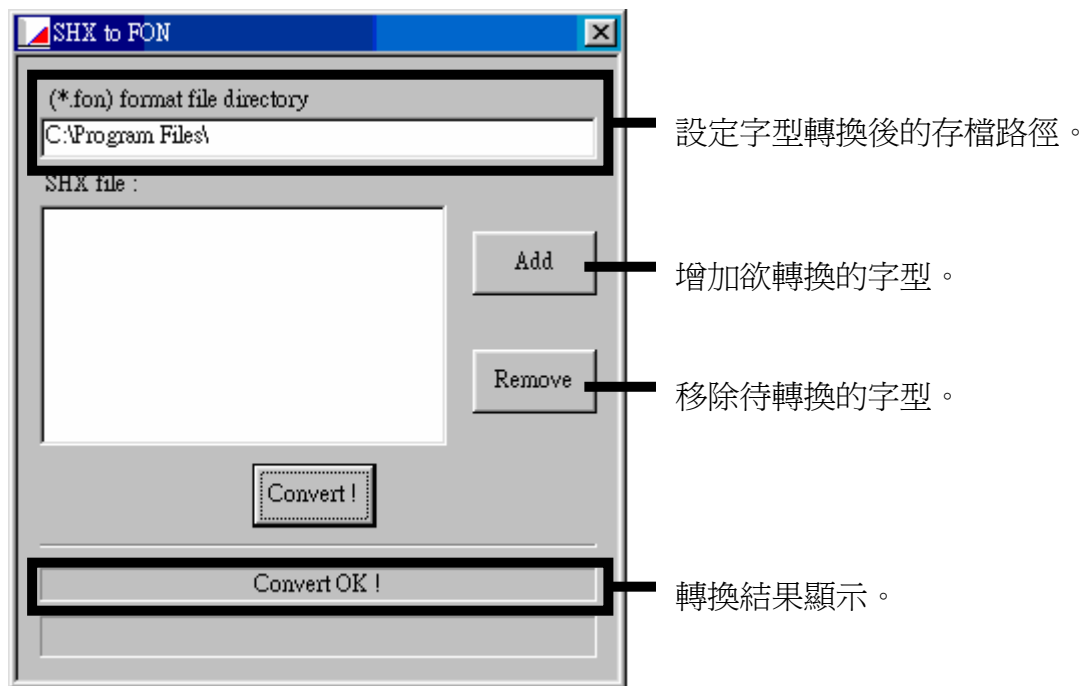 SHX to FON
(*.fon) format file directory
C:\Program Files\
設定字型轉換後的存檔路徑。
SHX file :
Add
增加欲轉換的字型。
Remove
移除待轉換的字型。
Convert !
Convert OK !
轉換結果顯示。